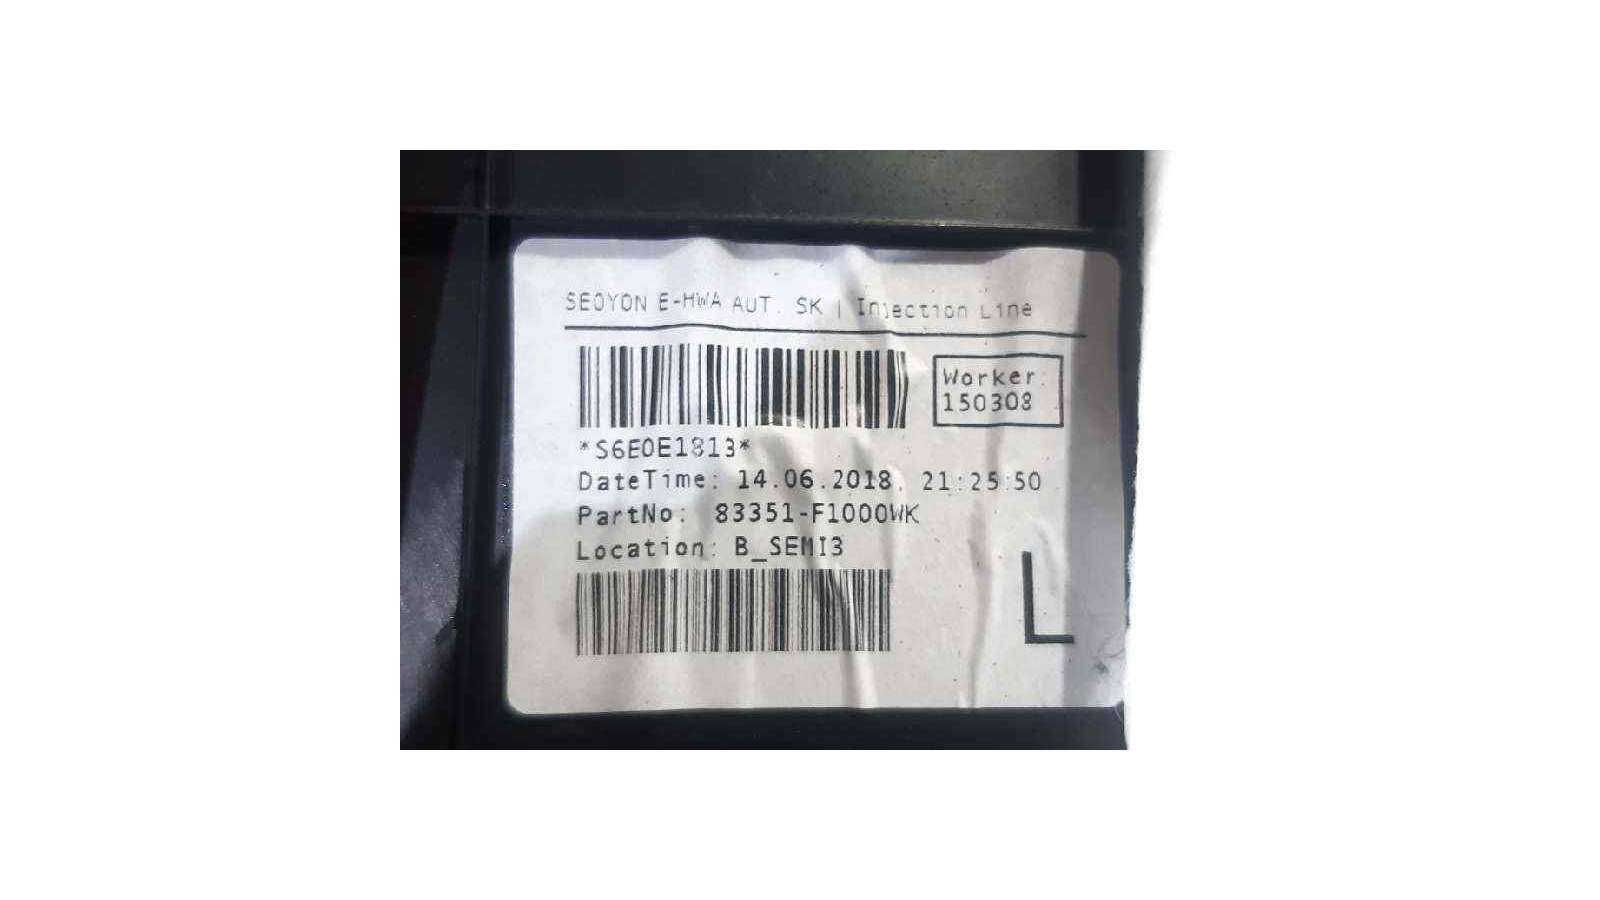 SEOYON E-HWA AUT. SK | Injection Line
Worker:
150308
*S6E0E1813*
DateTime: 14.06.2018. 21:25:50
PartNo: 83351-F1000WK
Location: B_SEMI3
L